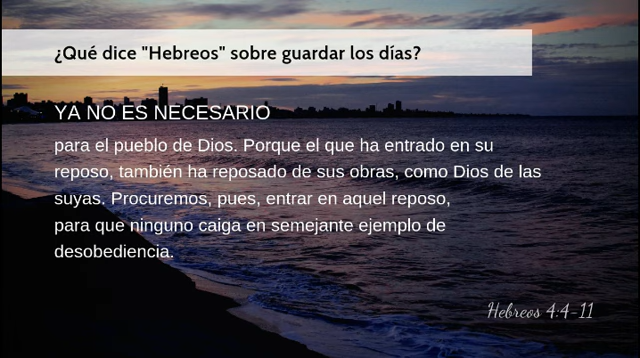 ¿Qué dice "Hebreos" sobre guardar los días?
YA NO ES NECESARIO
para el pueblo de Dios. Porque el que ha entrado en su
reposo, también ha reposado de sus obras, como Dios de las
suyas. Procuremos, pues, entrar en aquel reposo,
para que ninguno caiga en semejante ejemplo de
desobediencia.
Hebreos 4:4-11